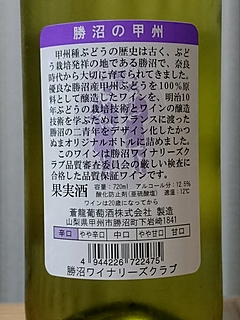 勝沼の甲州
甲州種ぶどうの歴史は古く、ぶど
う栽培発祥の地である勝沼で、奈良
時代から大切に育てられてきました。
優良な勝沼産甲州ぶどうを100%原
料として醸造したワインを、明治10
年ぶどうの栽培技術とワインの醸造
技術を学ぶためにフランスに渡った
勝沼の二青年をデザイン化したかつ
ぬまオリジナルボトルに詰めました。
このワインは勝沼ワイナリーズク
ラブ品質審査委員会の厳しい検査に
合格した品質保証ワインです。
果実酒 容量：720ml アルコール分：12.5%
酸化防止剤(亜硫酸塩) 適温：12℃
ワインは20歳になってから
蒼龍葡萄酒株式会社 製造
山梨県甲州市勝沼町下岩崎1841
辛口 やや辛口 中口 やや甘口 甘口
4 944226 722475
勝沼ワイナリーズクラブ